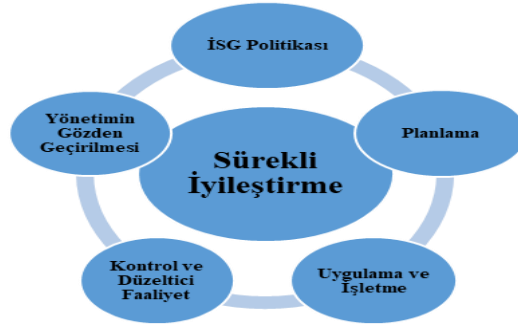 İSG Politikası
Planlama
Uygulama ve
İşletme
Kontrol ve
Düzeltici
Faaliyet
Yönetimin
Gözden
Geçirilmesi
Sürekli
İyileştirme